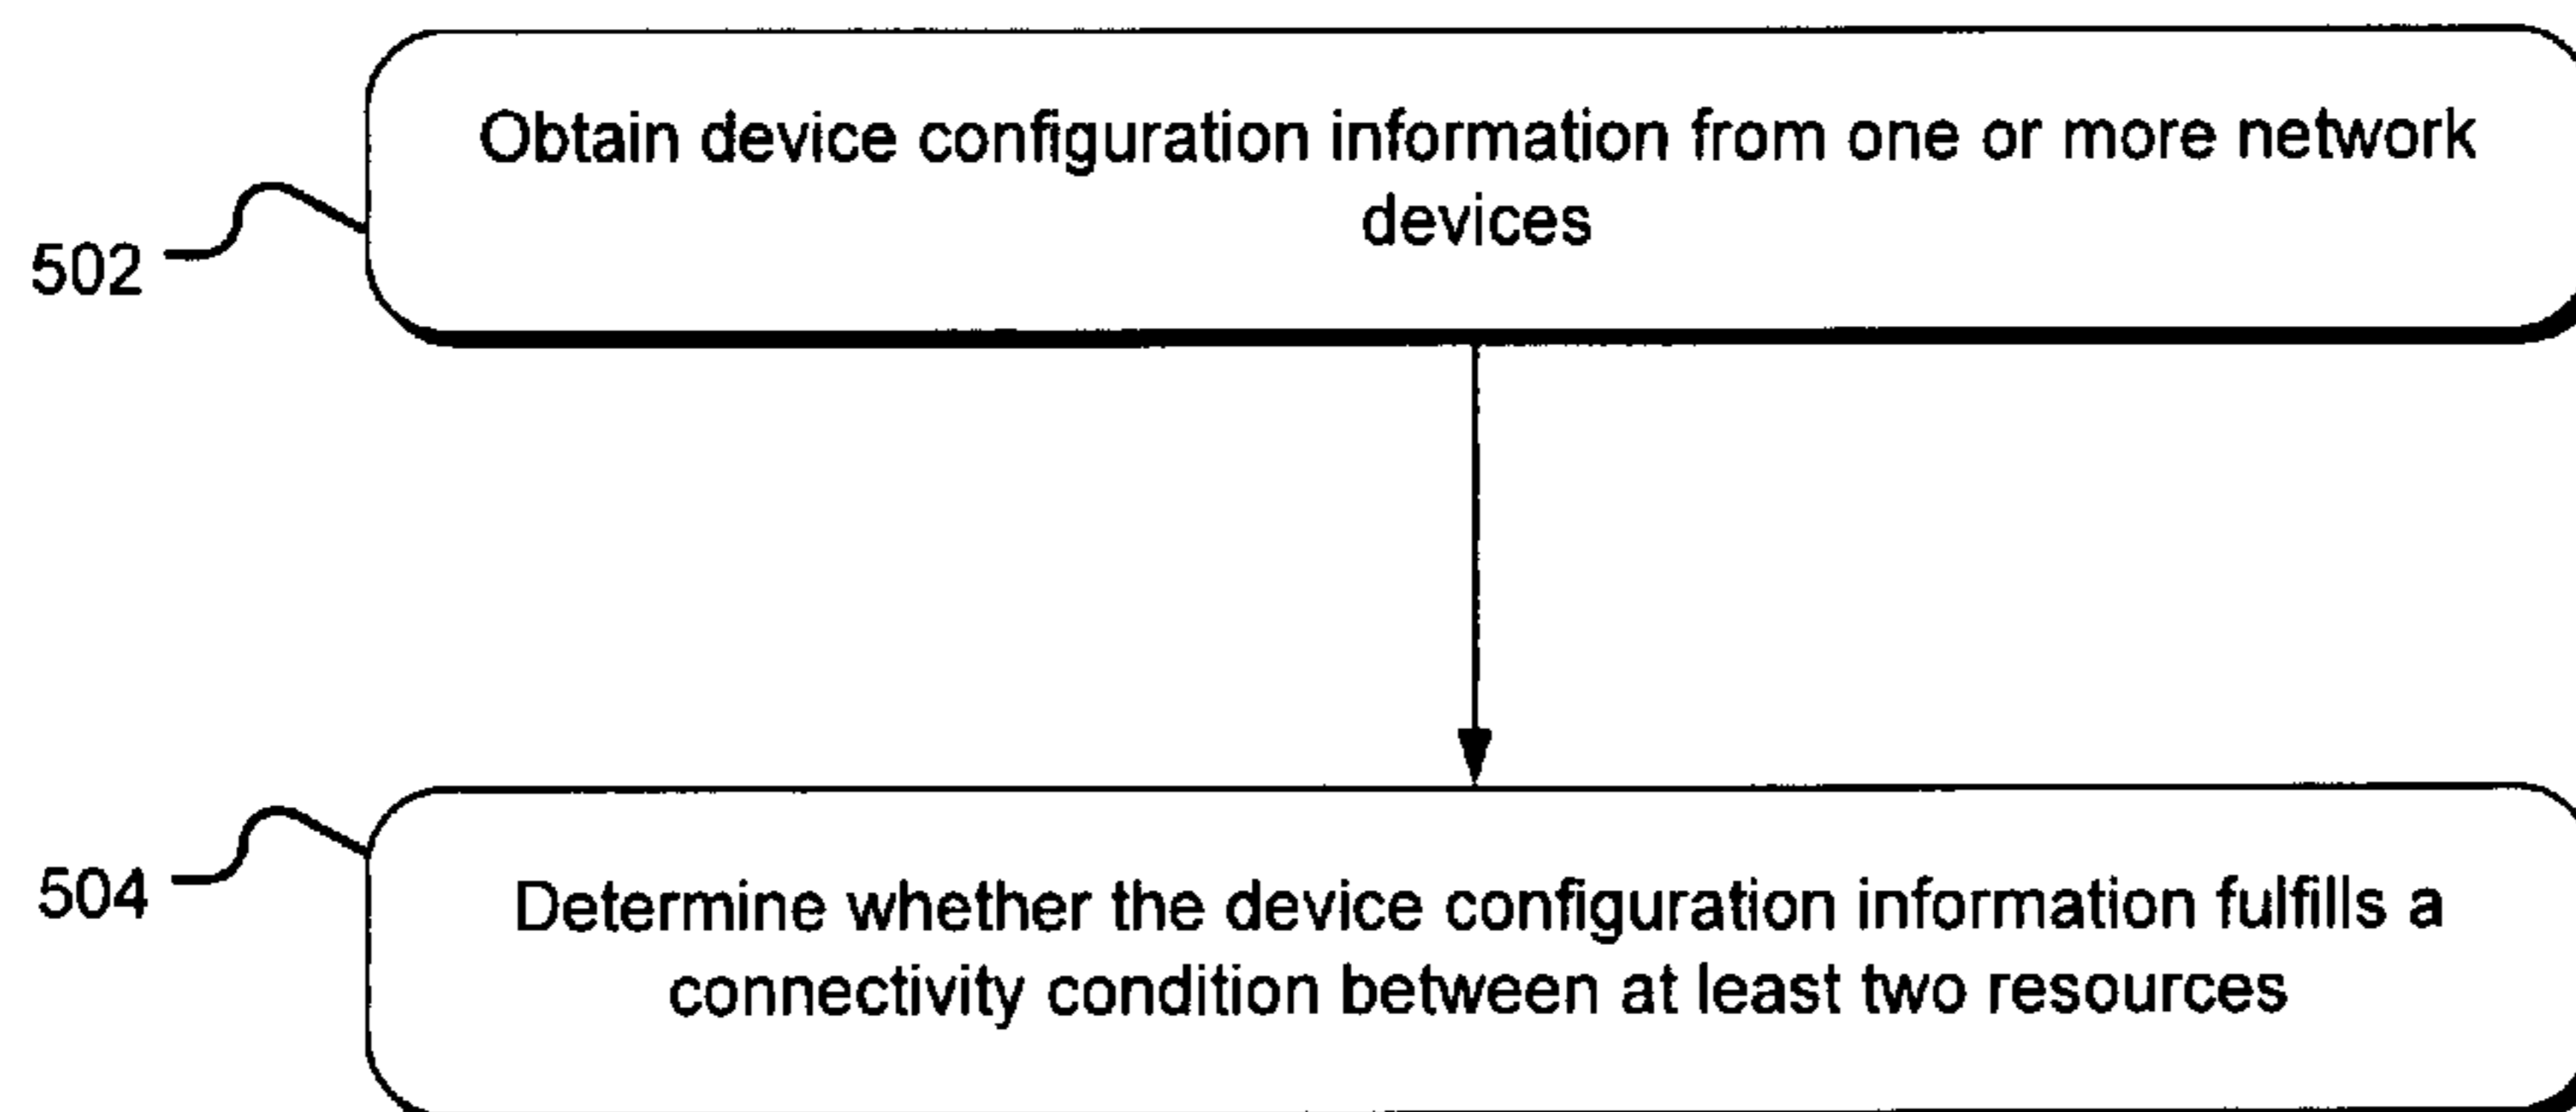 Obtain device configuration information from one or more network
devices
502
504
Determine whether the device configuration information fulfills a
connectivity condition between at least two resources